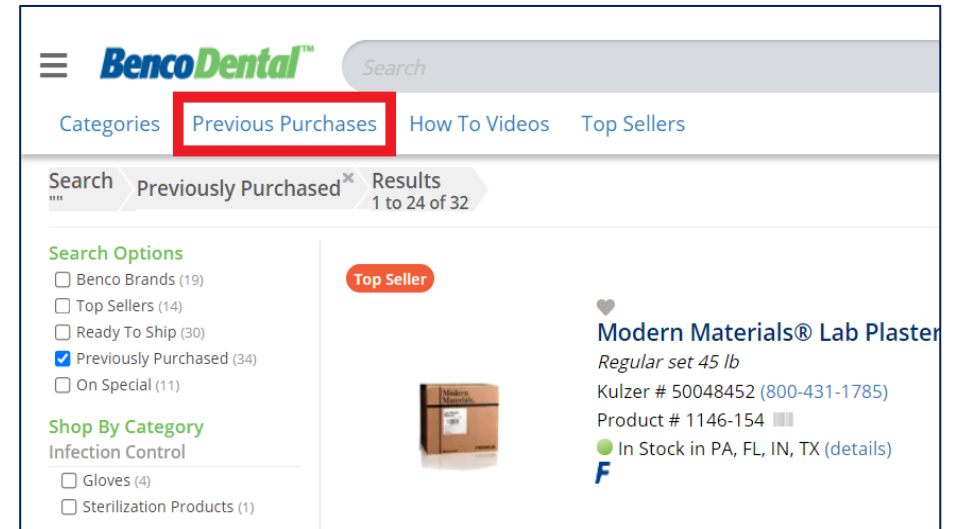 BencoDental™
Search
Categories Previous Purchases How To Videos Top Sellers
Search
""
Previously Purchased ×
Results
1 to 24 of 32
Search Options
Benco Brands (19)
Top Sellers (14)
Ready To Ship (30)
Previously Purchased (34)
On Special (11)
Shop By Category
Infection Control
Gloves (4)
Sterilization Products (1)
Top Seller
Modern Materials® Lab Plaster
Regular set 45 lb
Kulzer # 50048452 (800-431-1785)
Product # 1146-154
In Stock in PA, FL, IN, TX (details)
F
Modern
Materials